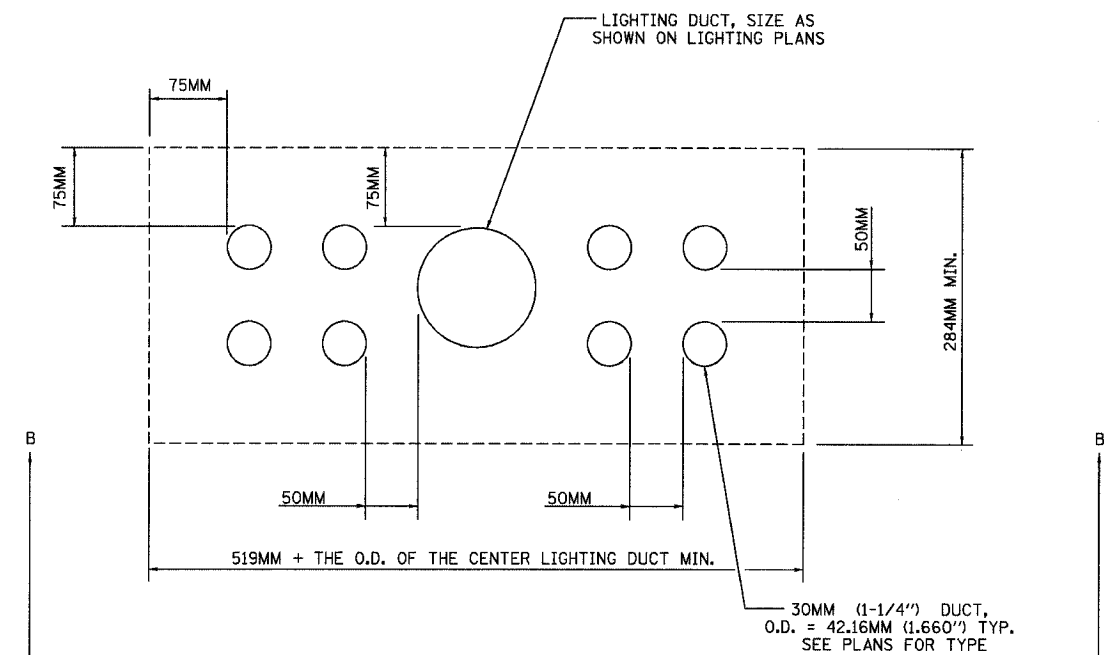 LIGHTING DUCT, SIZE AS
SHOWN ON LIGHTING PLANS
75MM
75MM
75MM
50MM
284MM MIN.
B
B
50MM
50MM
519MM + THE O.D. OF THE CENTER LIGHTING DUCT MIN.
30MM (1-1/4") DUCT,
O.D. = 42.16MM (1.660") TYP.
SEE PLANS FOR TYPE